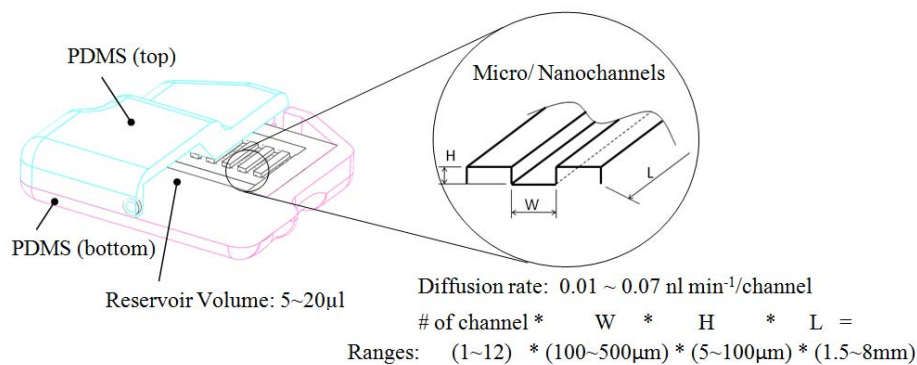 PDMS (top)
Micro/ Nanochannels
H
L
W
PDMS (bottom)
Reservoir Volume: 5~20µl
Diffusion rate: 0.01 ~ 0.07 nl min⁻¹/channel
# of channel * W * H * L =
Ranges: (1~12) * (100~500µm) * (5~100µm) * (1.5~8mm)